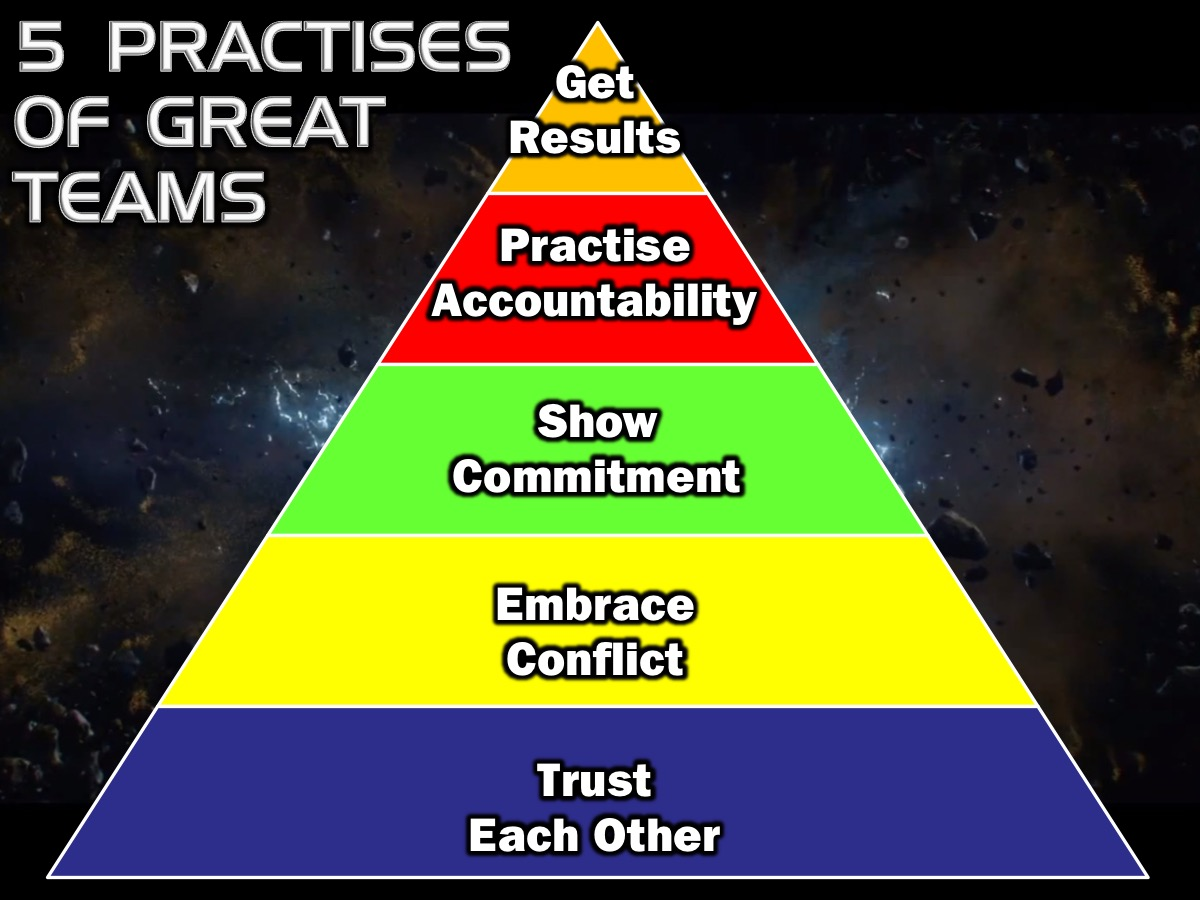 5 PRACTISES
OF GREAT
TEAMS
Get
Results
Practise
Accountability
Show
Commitment
Embrace
Conflict
Trust
Each Other